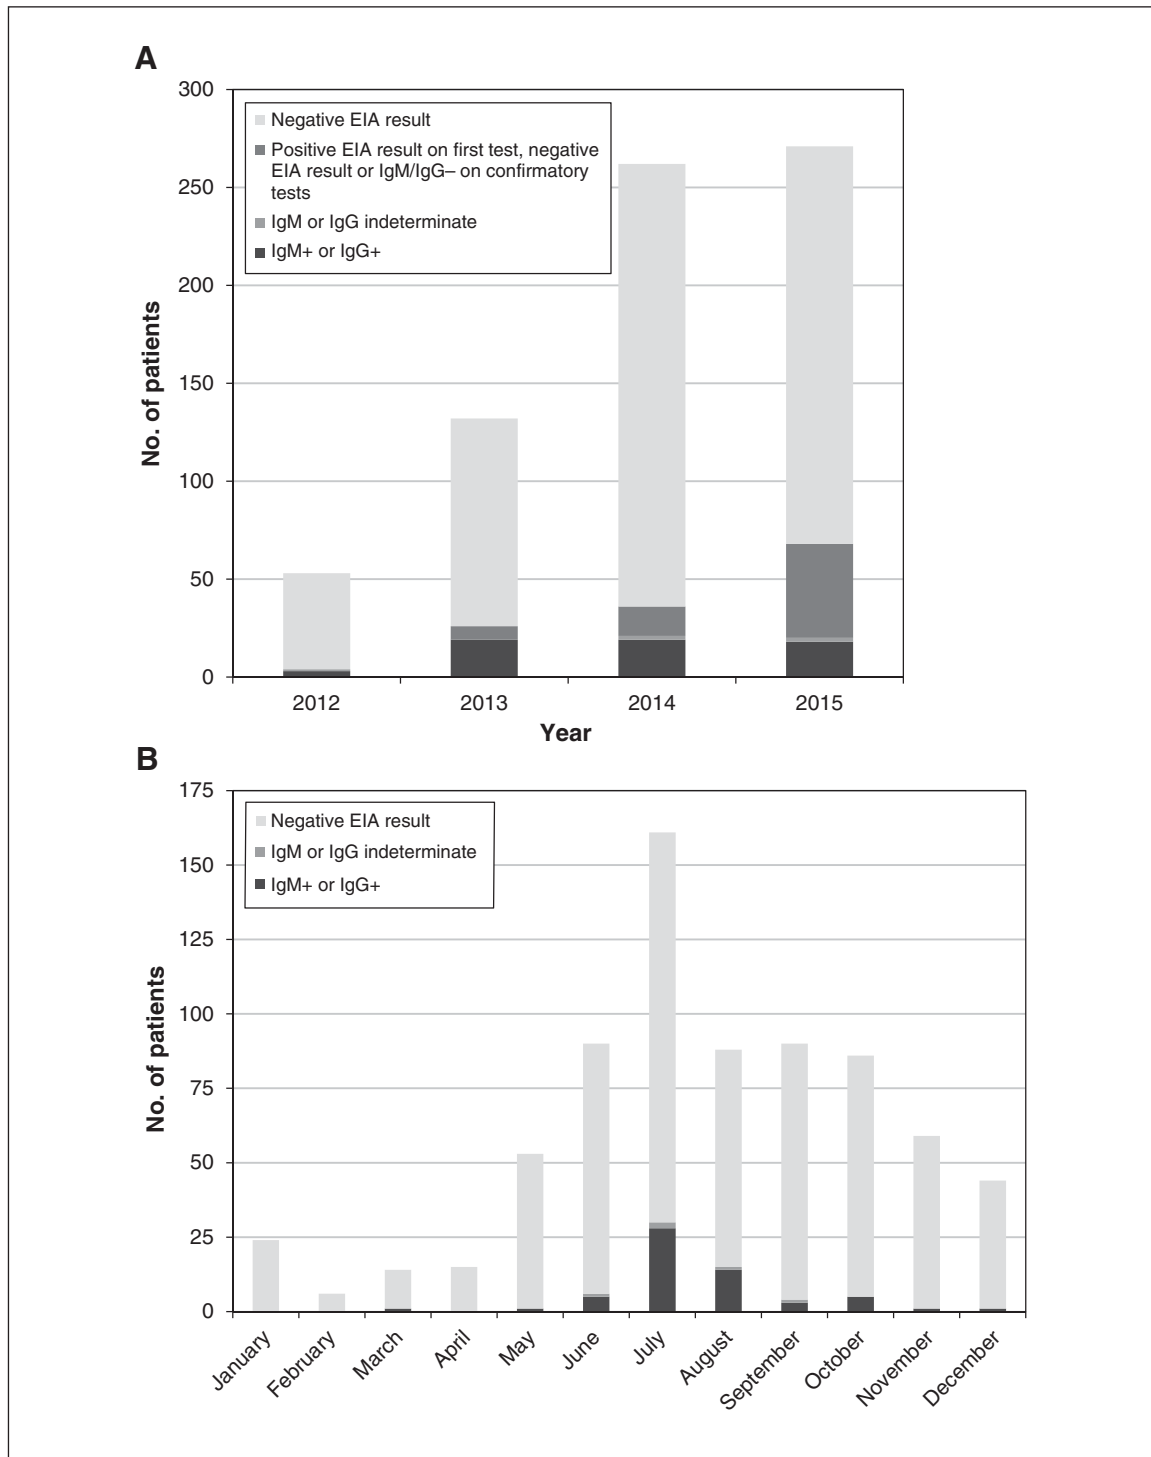 A
300
250
200
150
100
50
0
No. of patients
Negative EIA result
Positive EIA result on first test, negative
EIA result or IgM/IgG– on confirmatory
tests
IgM or IgG indeterminate
IgM+ or IgG+
2012 2013 2014 2015
Year
B
175
150
125
100
75
50
25
0
No. of patients
Negative EIA result
IgM or IgG indeterminate
IgM+ or IgG+
January February March April May June July August September October November December